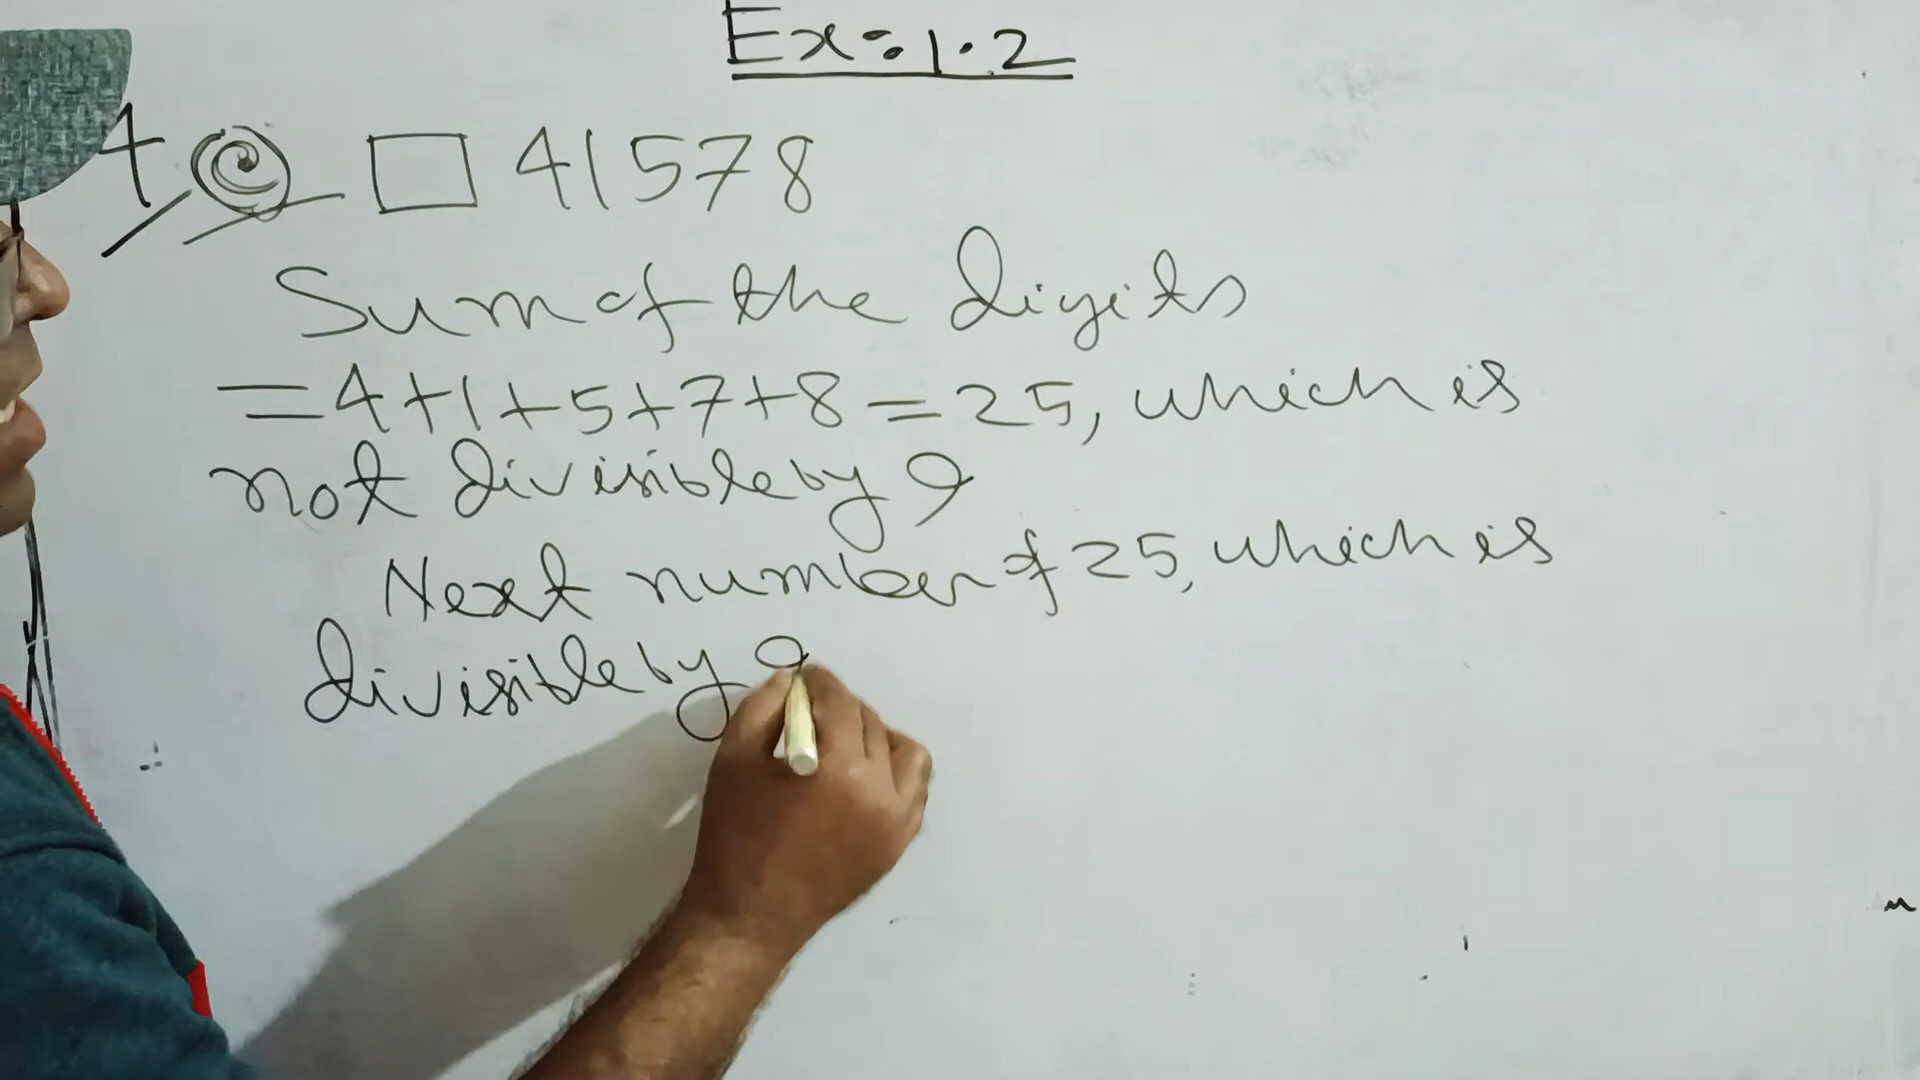 Ex:1.2
4 □ 41578
Sum of the digits
=4+1+5+7+8=25, which is
not divisible by 9
Next number of 25, which is
divisible by 9